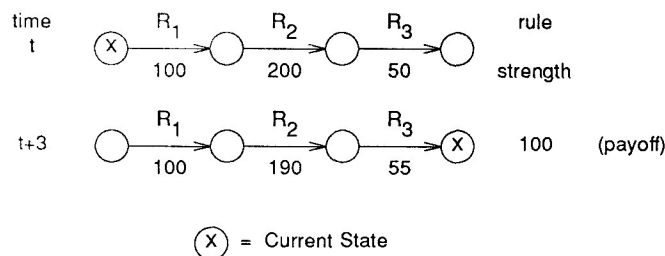 time R1 R2 R3 rule
t X
100 200 50 strength
R1 R2 R3
t+3 X 100 (payoff)
100 190 55
X = Current State